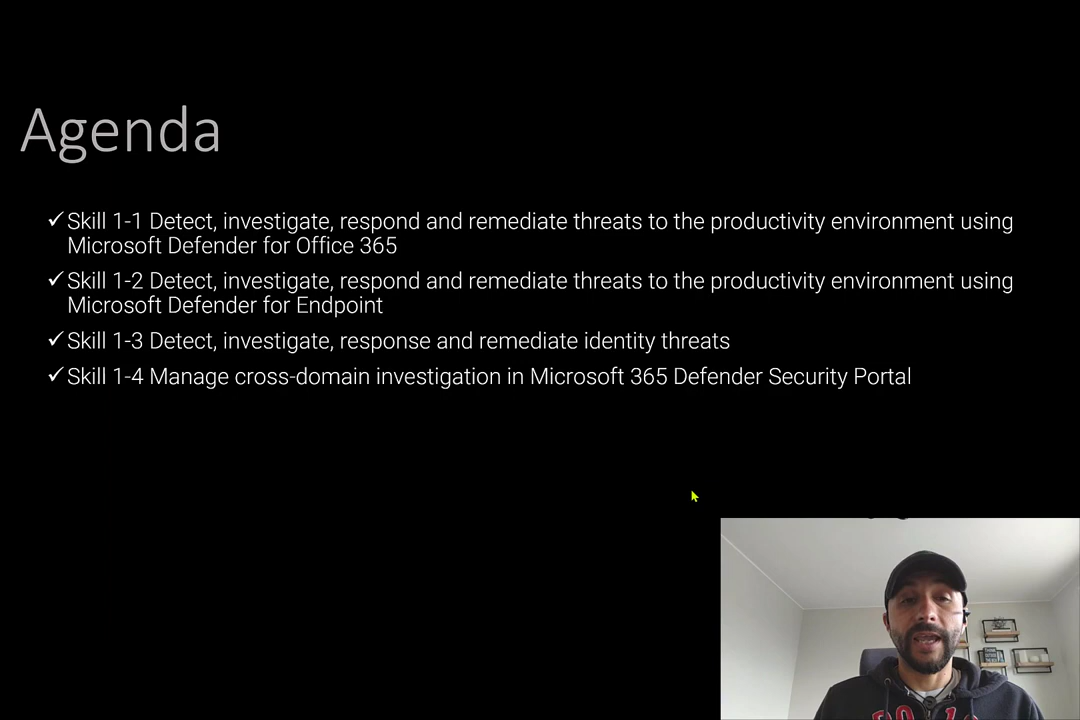 Agenda
✓Skill 1-1 Detect, investigate, respond and remediate threats to the productivity environment using
Microsoft Defender for Office 365
✓Skill 1-2 Detect, investigate, respond and remediate threats to the productivity environment using
Microsoft Defender for Endpoint
✓Skill 1-3 Detect, investigate, response and remediate identity threats
✓Skill 1-4 Manage cross-domain investigation in Microsoft 365 Defender Security Portal